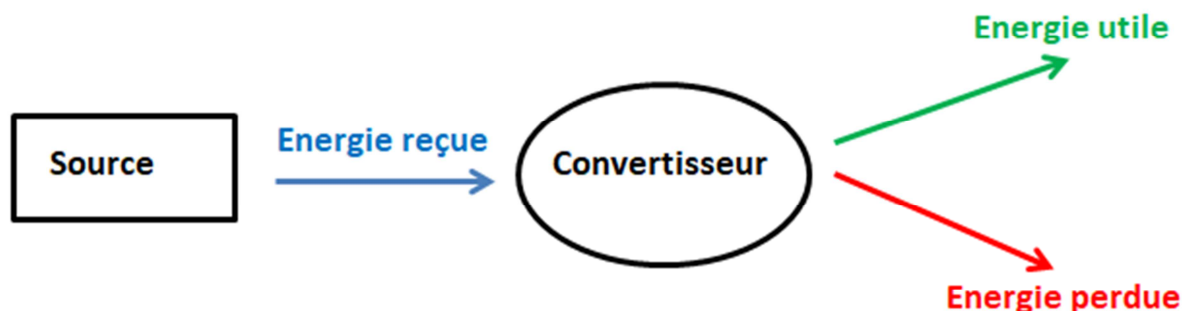 Energie utile
Source
Energie reçue
Convertisseur
Energie perdue